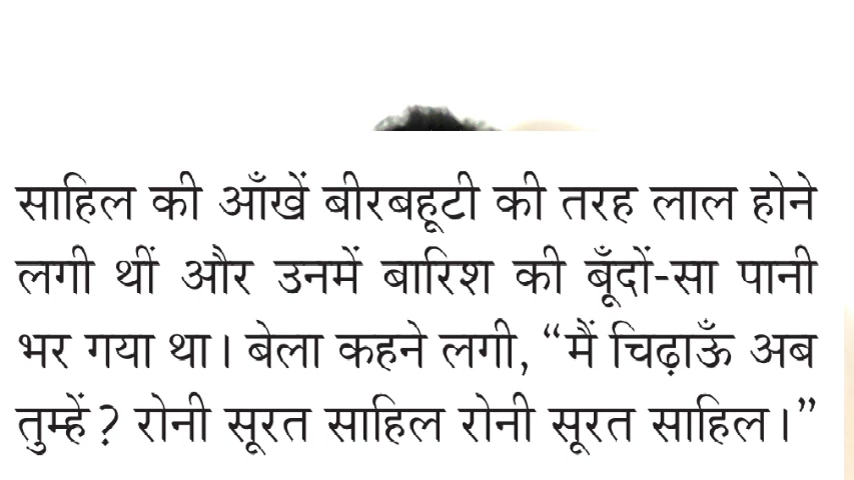 साहिल की आँखें बीरबहूटी की तरह लाल होने
लगी थीं और उनमें बारिश की बूँदों-सा पानी
भर गया था। बेला कहने लगी, “मैं चिढ़ाऊँ अब
तुम्हें? रोनी सूरत साहिल रोनी सूरत साहिल।”